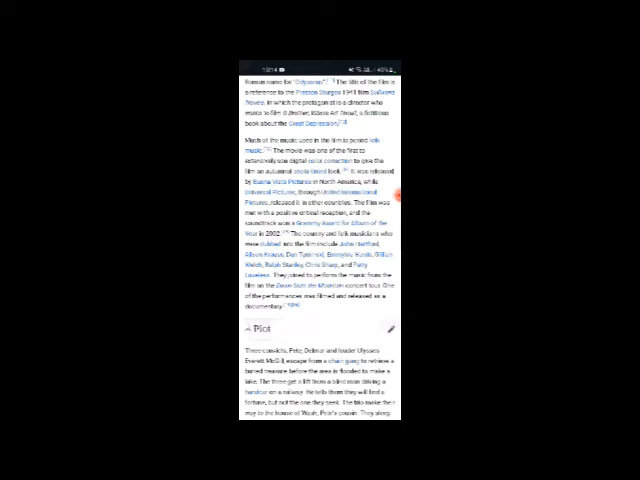 Roman name for "Odysseus". The title of the film is
a reference to the Preston Sturges 1941 film Sullivan's
Travels, in which the protagonist is a director who
wants to film O Brother, Where Art Thou?, a fictitious
book about the Great Depression.
Much of the music used in the film is period folk
music. The movie was one of the first to
extensively use digital color correction to give the
film an autumnal sepia-tinted look. It was released
by Buena Vista Pictures in North America, while
Universal Pictures, through United International
Pictures, released it in other countries. The film was
met with a positive critical reception, and the
soundtrack won a Grammy Award for Album of the
Year in 2002. The country and folk musicians who
were dubbed into the film include John Hartford,
Alison Krauss, Dan Tyminski, Emmylou Harris, Gillian
Welch, Ralph Stanley, Chris Sharp, and Patty
Loveless. They joined to perform the music from the
film on the Down from the Mountain concert tour. One
of the performances was filmed and released as a
documentary.
Plot
Three convicts, Pete, Delmar and leader Ulysses
Everett McGill, escape from a chain gang to retrieve a
buried treasure before the area is flooded to make a
lake. The three get a lift from a blind man driving a
handcar on a railway. He tells them they will find a
fortune, but not the one they seek. The trio make their
way to the house of Wash, Pete's cousin. They sleep